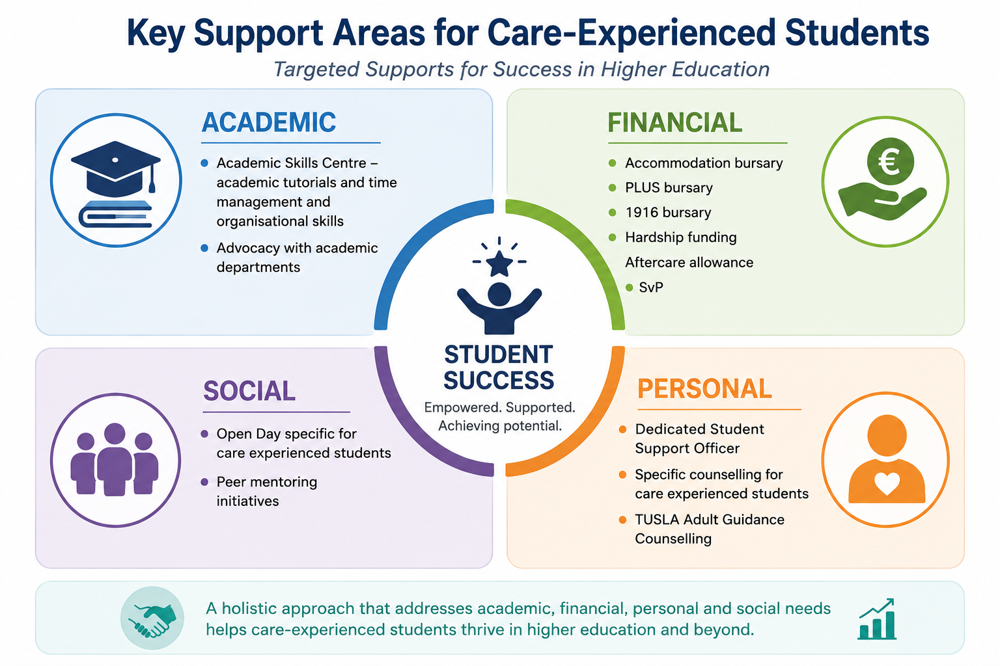 Key Support Areas for Care-Experienced Students
Targeted Supports for Success in Higher Education
ACADEMIC
• Academic Skills Centre –
academic tutorials and time
management and
organisational skills
• Advocacy with academic
departments
FINANCIAL
€
• Accommodation bursary
• PLUS bursary
• 1916 bursary
• Hardship funding
Aftercare allowance
• SvP
STUDENT
SUCCESS
Empowered. Supported.
Achieving potential.
SOCIAL
• Open Day specific for
care experienced students
• Peer mentoring
initiatives
PERSONAL
• Dedicated Student
Support Officer
• Specific counselling for
care experienced students
• TUSLA Adult Guidance
Counselling
A holistic approach that addresses academic, financial, personal and social needs
helps care-experienced students thrive in higher education and beyond.